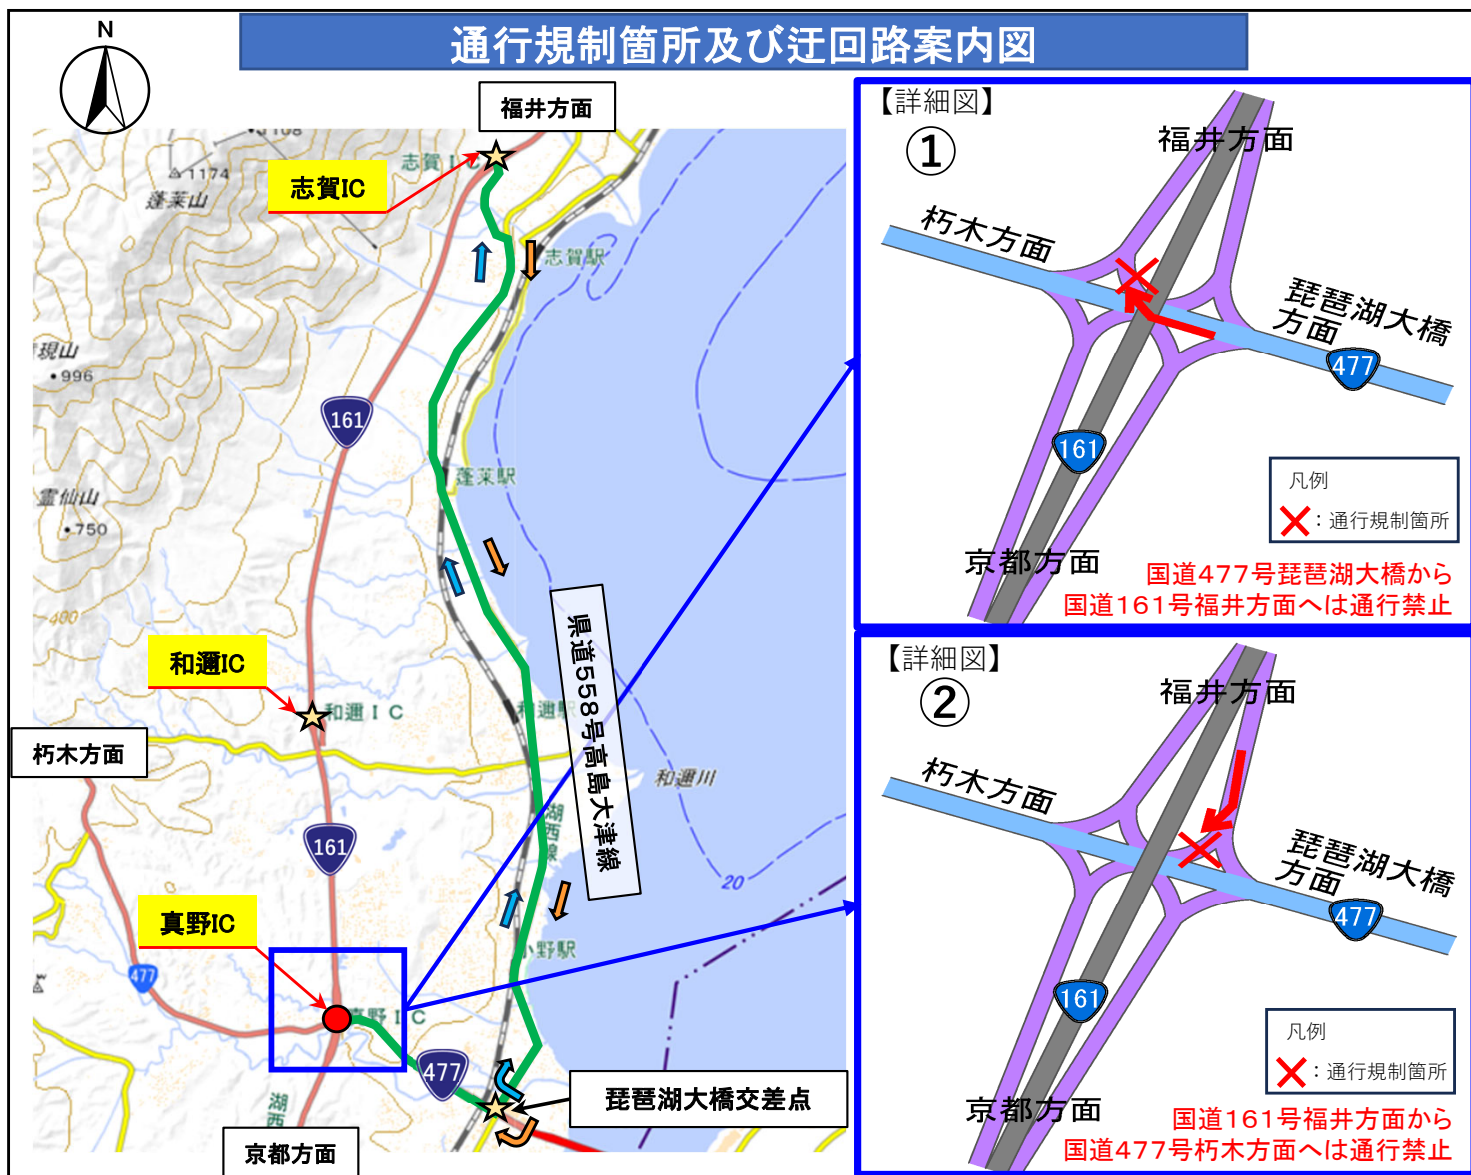 通行規制箇所及び迂回路案内図
N
福井方面
志賀IC
志賀IC
1174
蓬莱山
志賀駅
161
現山
996
蓬莱駅
霊仙山
750
400
県道558号高島大津線
和邇IC
和邇IC
和邇駅
朽木方面
和邇川
湖西線
161
20
真野IC
小野駅
477
真野IC
477
湖西
琵琶湖大橋交差点
京都方面
【詳細図】
①
福井方面
朽木方面
琵琶湖大橋
方面
477
161
凡例
：通行規制箇所
京都方面
国道477号琵琶湖大橋から
国道161号福井方面へは通行禁止
【詳細図】
②
福井方面
朽木方面
琵琶湖大橋
方面
477
161
凡例
：通行規制箇所
京都方面
国道161号福井方面から
国道477号朽木方面へは通行禁止